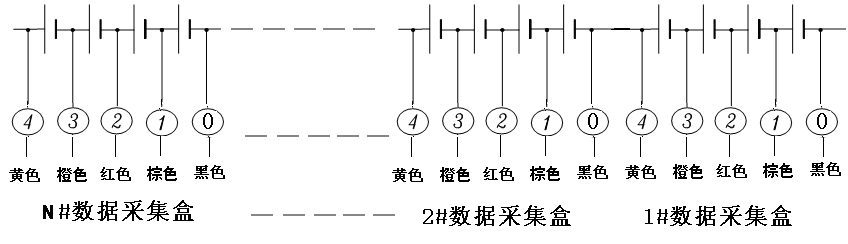 4 3 2 1 0 4 3 2 1 0 4 3 2 1 0
黄色 橙色 红色 棕色 黑色 黄色 橙色 红色 棕色 黑色 黄色 橙色 红色 棕色 黑色
N#数据采集盒 2#数据采集盒 1#数据采集盒